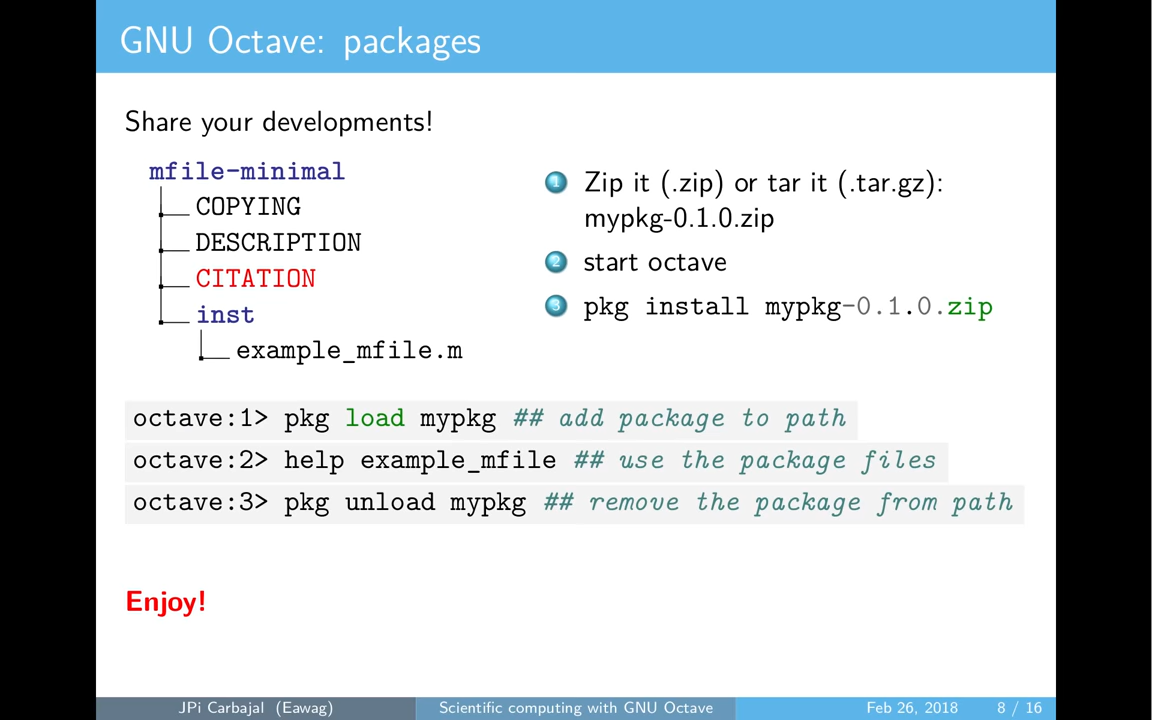 GNU Octave: packages
Share your developments!
mfile-minimal
COPYING
DESCRIPTION
CITATION
inst
example_mfile.m
1 Zip it (.zip) or tar it (.tar.gz):
mypkg-0.1.0.zip
2 start octave
3 pkg install mypkg-0.1.0.zip
octave:1> pkg load mypkg ## add package to path
octave:2> help example_mfile ## use the package files
octave:3> pkg unload mypkg ## remove the package from path
Enjoy!
JPi Carbajal (Eawag) Scientific computing with GNU Octave Feb 26, 2018 8 / 16